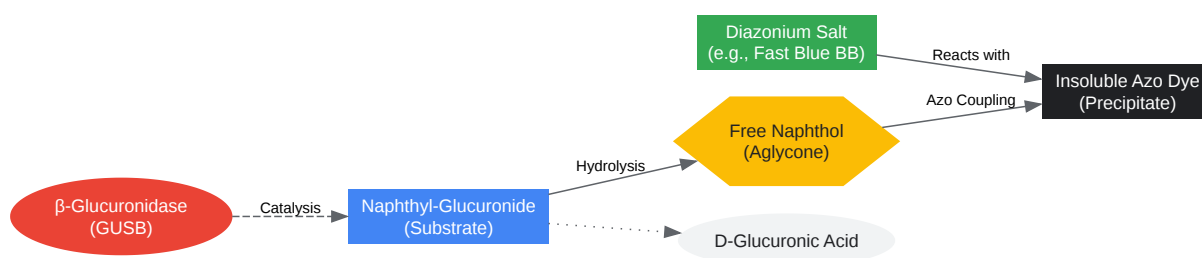 Diazonium Salt
(e.g., Fast Blue BB)
Reacts with
Insoluble Azo Dye
(Precipitate)
Azo Coupling
Free Naphthol
(Aglycone)
Hydrolysis
β-Glucuronidase
(GUSB)
Catalysis
Naphthyl-Glucuronide
(Substrate)
D-Glucuronic Acid